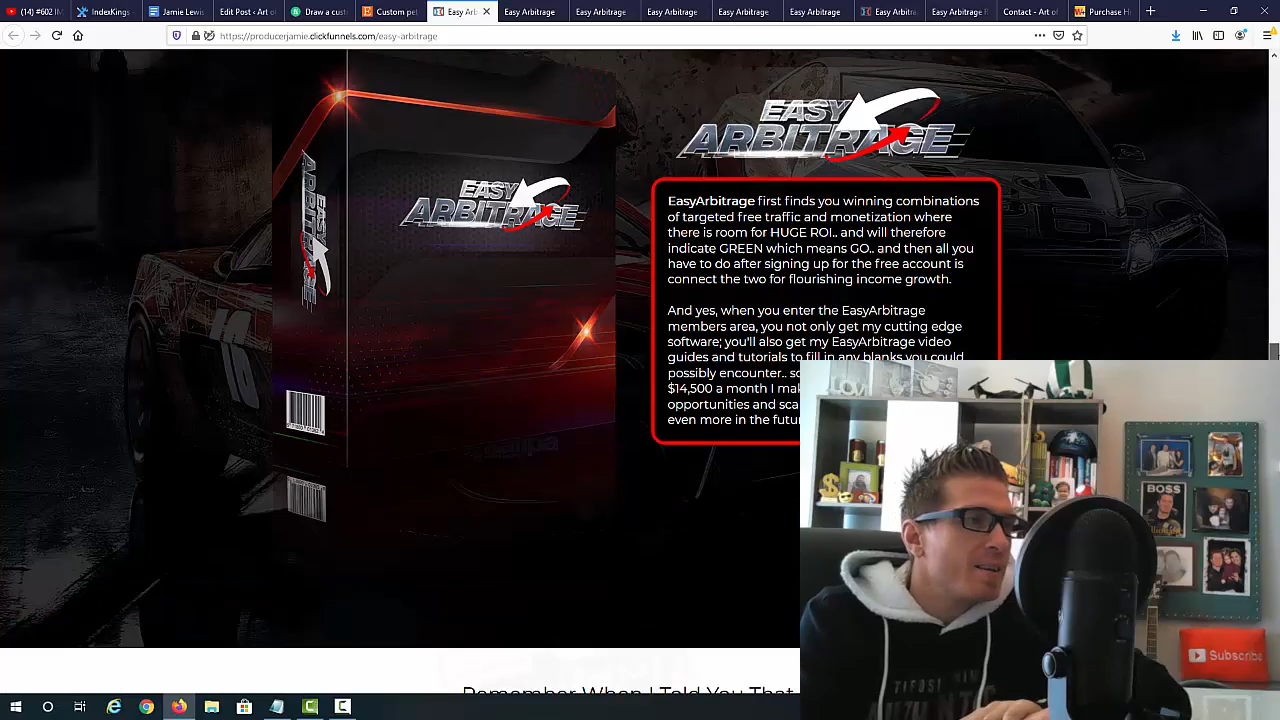 (14) #602 IM
IndexKings
Jamie Lewis
Edit Post ‹ Art of
Draw a cust
Custom pet
Easy Arb
Easy Arbitrage
Easy Arbitrage
Easy Arbitrage
Easy Arbitrage
Easy Arbitrage
Easy Arbitra
Easy Arbitrage
Contact – Art of
Purchase Hi
https://producerjamie.clickfunnels.com/easy-arbitrage
EASY
ARBITRAGE
EASY
ARBITRAGE
EASY
ARBITRAGE
EasyArbitrage first finds you winning combinations
of targeted free traffic and monetization where
there is room for HUGE ROI.. and will therefore
indicate GREEN which means GO.. and then all you
have to do after signing up for the free account is
connect the two for flourishing income growth.
And yes, when you enter the EasyArbitrage
members area, you not only get my cutting edge
software; you'll also get my EasyArbitrage video
guides and tutorials to fill in any blanks you could
possibly encounter..
$14,500 a month I
opportunities and
even more in the
Remember When I Told You That
LOVE
BOSS
Subscribe